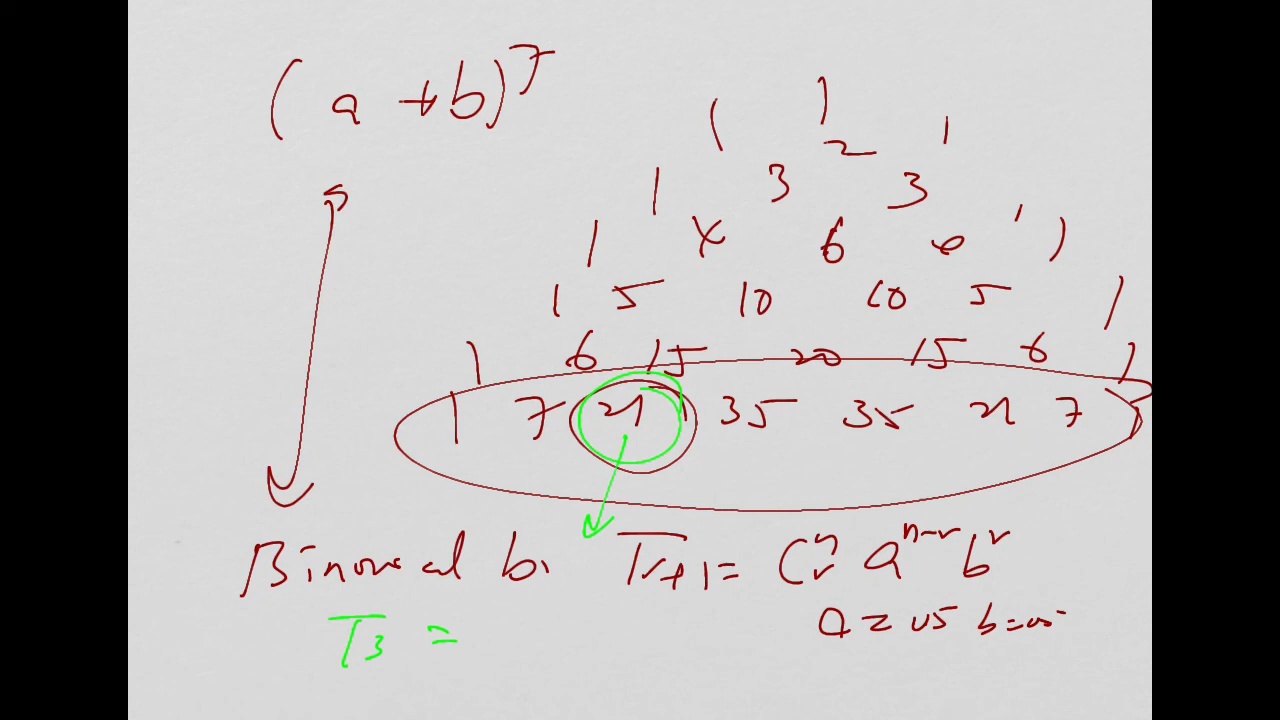 (a + b)^7
1
1 2 1
1 3 3 1
1 4 6 4 1
1 5 10 10 5 1
1 6 15 20 15 6 1
1 7 21 35 35 21 7 1
T_{r+1} = C^n_r a^{n-r} b^r
T_3 =